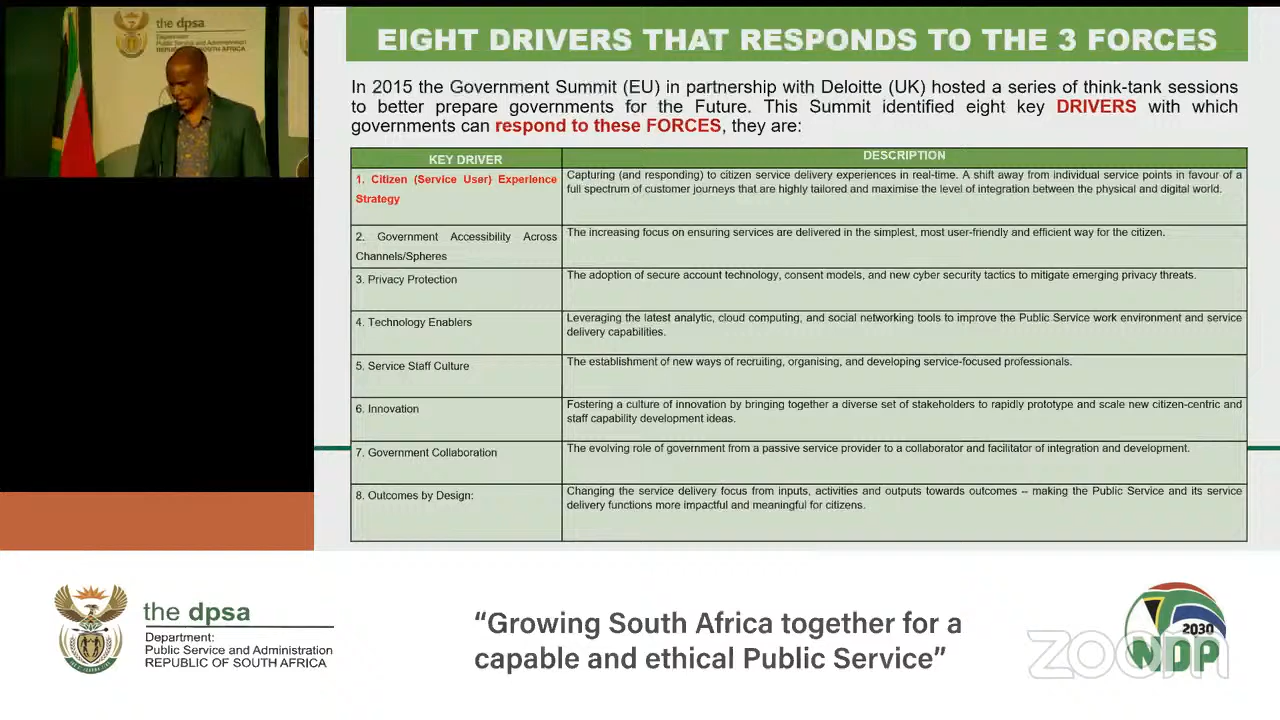 the dpsa
Department:
Public Service and Administration
REPUBLIC OF SOUTH AFRICA
EIGHT DRIVERS THAT RESPONDS TO THE 3 FORCES
In 2015 the Government Summit (EU) in partnership with Deloitte (UK) hosted a series of think-tank sessions
to better prepare governments for the Future. This Summit identified eight key DRIVERS with which
governments can respond to these FORCES, they are:
KEY DRIVER
DESCRIPTION
1. Citizen (Service User) Experience
Strategy
Capturing (and responding) to citizen service delivery experiences in real-time. A shift away from individual service points in favour of a
full spectrum of customer journeys that are highly tailored and maximise the level of integration between the physical and digital world.
2. Government Accessibility Across
Channels/Spheres
The increasing focus on ensuring services are delivered in the simplest, most user-friendly and efficient way for the citizen.
3. Privacy Protection
The adoption of secure account technology, consent models, and new cyber security tactics to mitigate emerging privacy threats.
4. Technology Enablers
Leveraging the latest analytic, cloud computing, and social networking tools to improve the Public Service work environment and service
delivery capabilities.
5. Service Staff Culture
The establishment of new ways of recruiting, organising, and developing service-focused professionals.
6. Innovation
Fostering a culture of innovation by bringing together a diverse set of stakeholders to rapidly prototype and scale new citizen-centric and
staff capability development ideas.
7. Government Collaboration
The evolving role of government from a passive service provider to a collaborator and facilitator of integration and development.
8. Outcomes by Design:
Changing the service delivery focus from inputs, activities and outputs towards outcomes – making the Public Service and its service
delivery functions more impactful and meaningful for citizens.
the dpsa
Department:
Public Service and Administration
REPUBLIC OF SOUTH AFRICA
“Growing South Africa together for a
capable and ethical Public Service”
2030
NDP
zoom